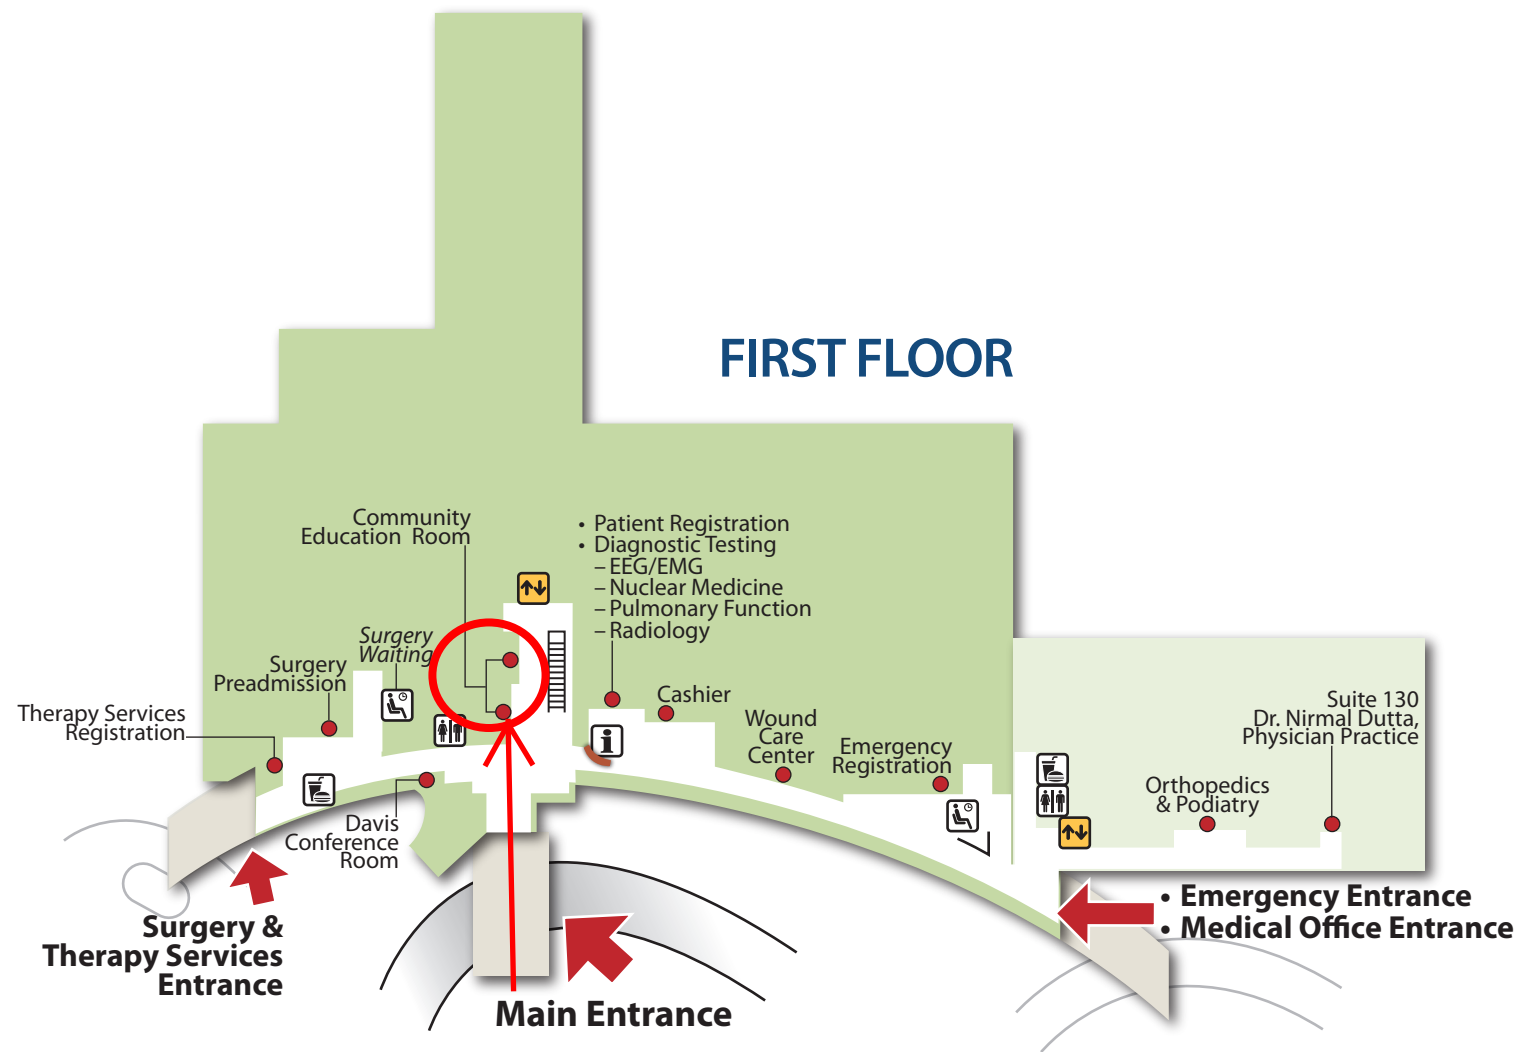 FIRST FLOOR
Community
Education Room
• Patient Registration
• Diagnostic Testing
– EEG/EMG
– Nuclear Medicine
– Pulmonary Function
– Radiology
Surgery
Waiting
Surgery
Preadmission
Therapy Services
Registration
Cashier
Wound
Care
Center
Emergency
Registration
Suite 130
Dr. Nirmal Dutta,
Physician Practice
Orthopedics
& Podiatry
Davis
Conference
Room
Surgery &
Therapy Services
Entrance
Main Entrance
• Emergency Entrance
• Medical Office Entrance